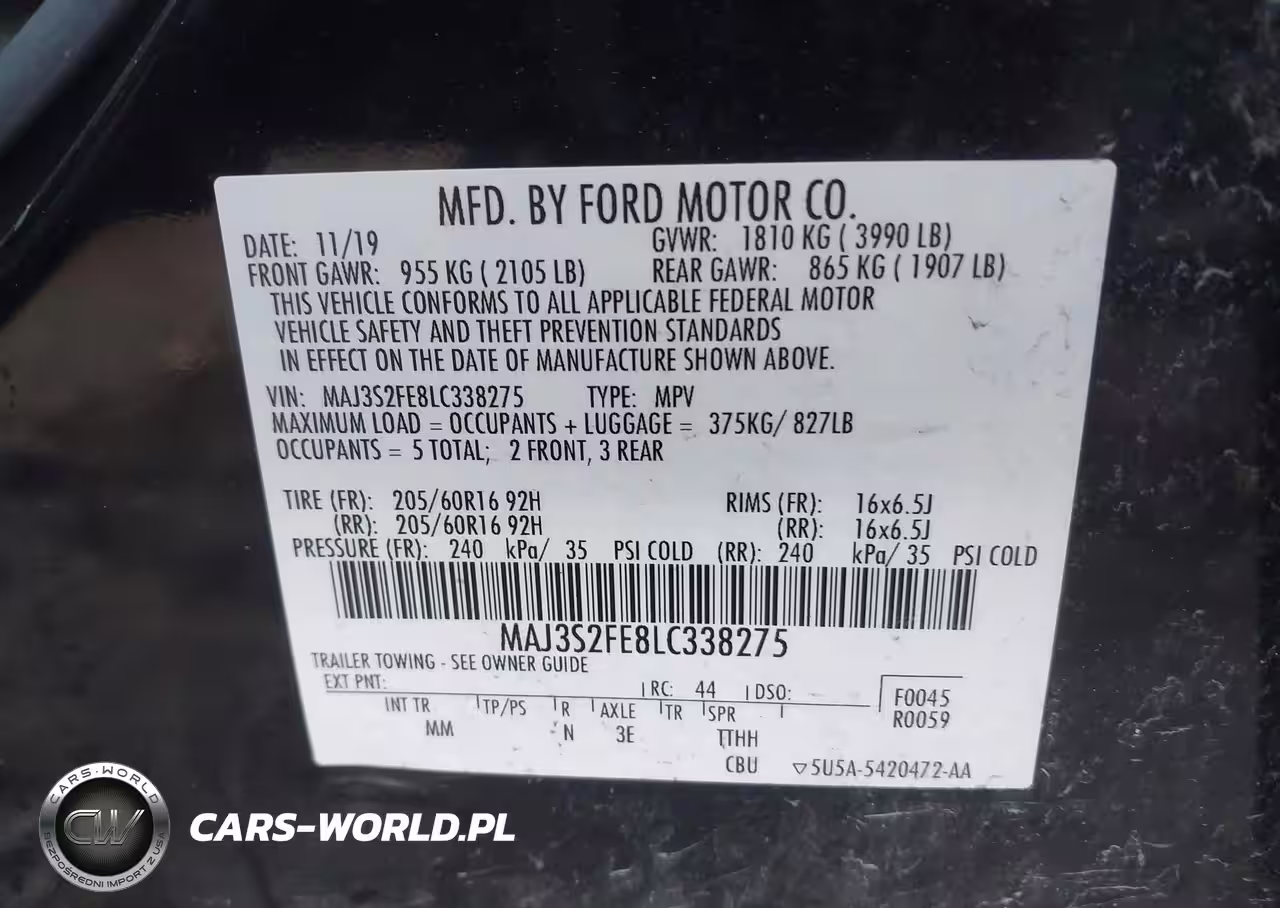 MFD. BY FORD MOTOR CO.
DATE: 11/19 GVWR: 1810 KG ( 3990 LB)
FRONT GAWR: 955 KG ( 2105 LB) REAR GAWR: 865 KG ( 1907 LB)
THIS VEHICLE CONFORMS TO ALL APPLICABLE FEDERAL MOTOR
VEHICLE SAFETY AND THEFT PREVENTION STANDARDS
IN EFFECT ON THE DATE OF MANUFACTURE SHOWN ABOVE.
VIN: MAJ3S2FE8LC338275 TYPE: MPV
MAXIMUM LOAD = OCCUPANTS + LUGGAGE = 375KG/ 827LB
OCCUPANTS = 5 TOTAL; 2 FRONT, 3 REAR
TIRE (FR): 205/60R16 92H RIMS (FR): 16x6.5J
(RR): 205/60R16 92H (RR): 16x6.5J
PRESSURE (FR): 240 kPa/ 35 PSI COLD (RR): 240 kPa/ 35 PSI COLD
MAJ3S2FE8LC338275
TRAILER TOWING - SEE OWNER GUIDE
EXT PNT: RC: 44 DSO: F0045
INT TR TP/PS R AXLE TR SPR R0059
MM N 3E TTHH
CBU 5U5A-5420472-AA
CARS-WORLD
CW
BEZPOŚREDNI IMPORT Z USA
CARS-WORLD.PL